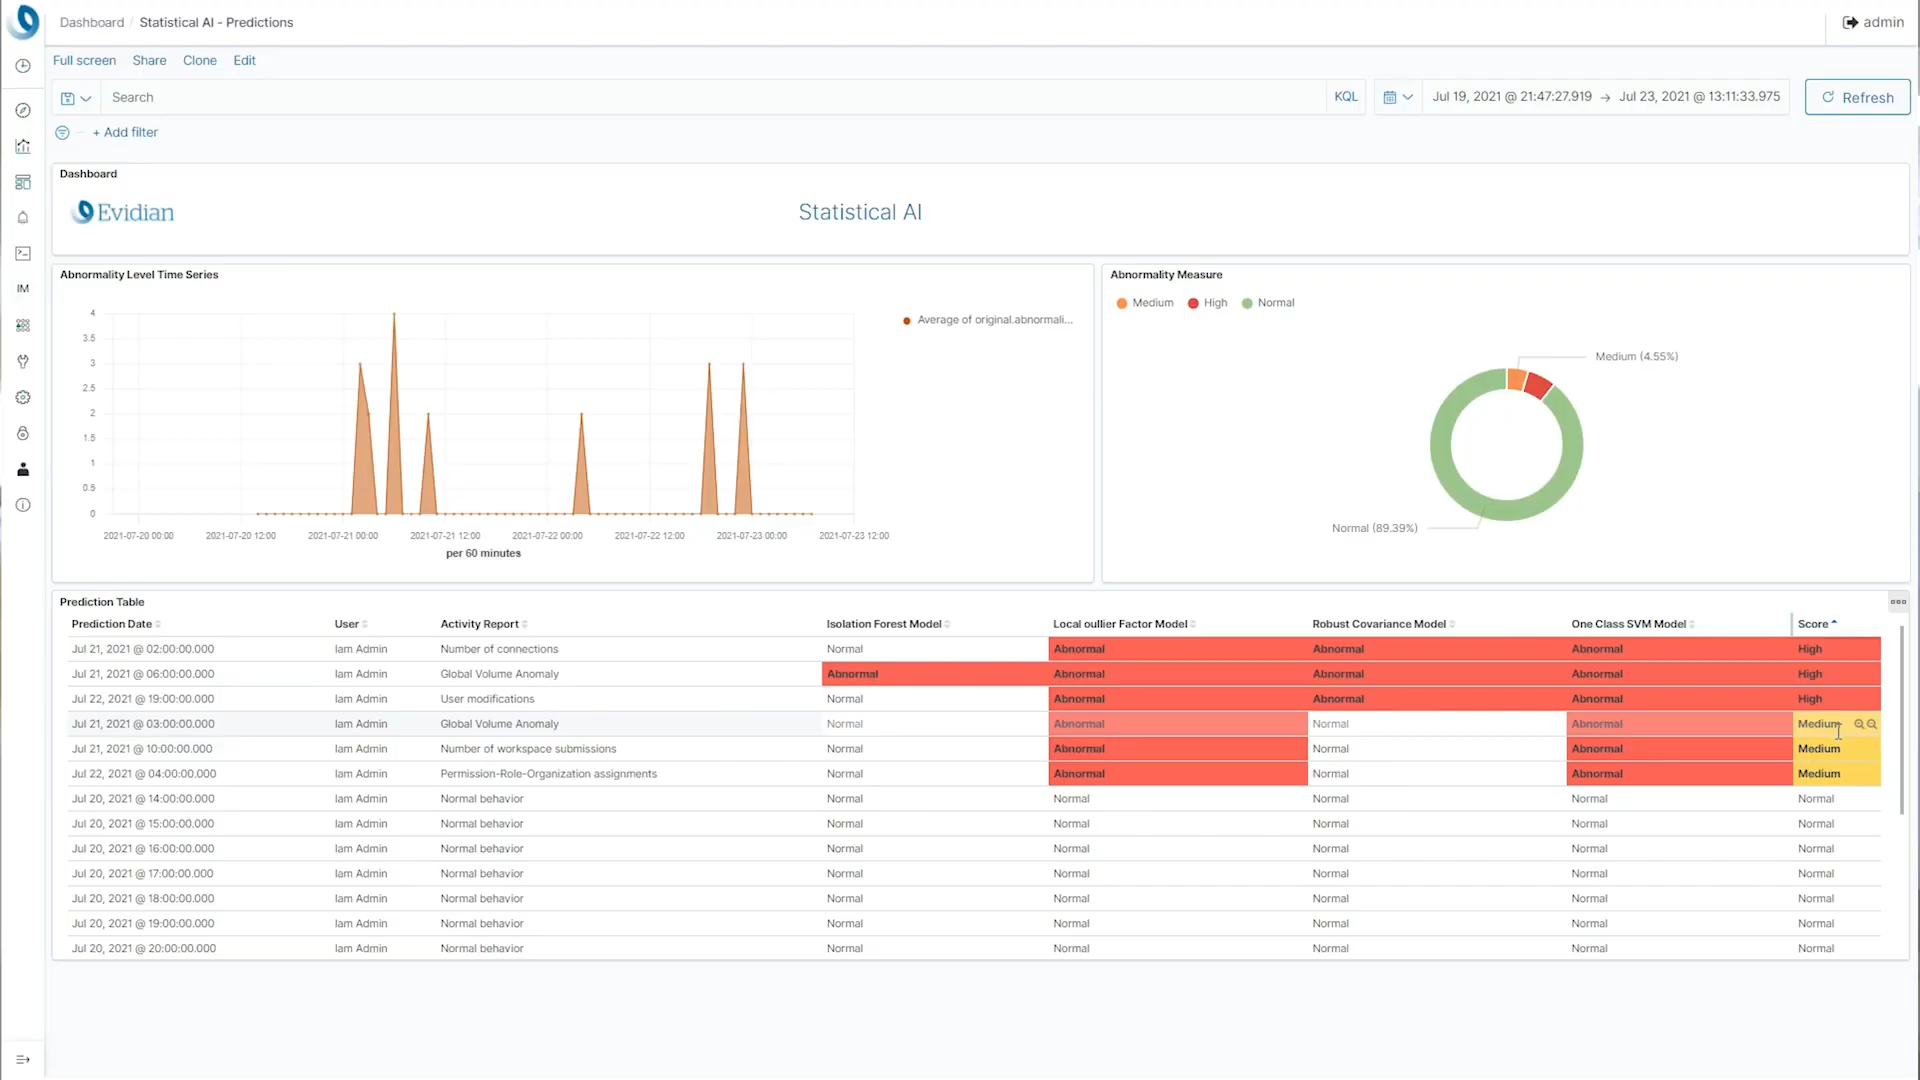 Dashboard / Statistical AI - Predictions
admin
Full screen Share Clone Edit
Search KQL Jul 19, 2021 @ 21:47:27.919 → Jul 23, 2021 @ 13:11:33.975 Refresh
+ Add filter
IM
Dashboard
Evidian
Statistical AI
Abnormality Level Time Series
4
3.5
3
2.5
2
1.5
1
0.5
0
2021-07-20 00:00 2021-07-20 12:00 2021-07-21 00:00 2021-07-21 12:00 2021-07-22 00:00 2021-07-22 12:00 2021-07-23 00:00 2021-07-23 12:00
per 60 minutes
Average of original.abnormali...
Abnormality Measure
Medium High Normal
Medium (4.55%)
Normal (89.39%)
Prediction Table
Prediction Date User Activity Report Isolation Forest Model Local oullier Factor Model Robust Covariance Model One Class SVM Model Score
Jul 21, 2021 @ 02:00:00.000 Iam Admin Number of connections Normal Abnormal Abnormal Abnormal High
Jul 21, 2021 @ 06:00:00.000 Iam Admin Global Volume Anomaly Abnormal Abnormal Abnormal Abnormal High
Jul 22, 2021 @ 19:00:00.000 Iam Admin User modifications Normal Abnormal Abnormal Abnormal High
Jul 21, 2021 @ 03:00:00.000 Iam Admin Global Volume Anomaly Normal Abnormal Normal Abnormal Medium
Jul 21, 2021 @ 10:00:00.000 Iam Admin Number of workspace submissions Normal Abnormal Normal Abnormal Medium
Jul 22, 2021 @ 04:00:00.000 Iam Admin Permission-Role-Organization assignments Normal Abnormal Normal Abnormal Medium
Jul 20, 2021 @ 14:00:00.000 Iam Admin Normal behavior Normal Normal Normal Normal Normal
Jul 20, 2021 @ 15:00:00.000 Iam Admin Normal behavior Normal Normal Normal Normal Normal
Jul 20, 2021 @ 16:00:00.000 Iam Admin Normal behavior Normal Normal Normal Normal Normal
Jul 20, 2021 @ 17:00:00.000 Iam Admin Normal behavior Normal Normal Normal Normal Normal
Jul 20, 2021 @ 18:00:00.000 Iam Admin Normal behavior Normal Normal Normal Normal Normal
Jul 20, 2021 @ 19:00:00.000 Iam Admin Normal behavior Normal Normal Normal Normal Normal
Jul 20, 2021 @ 20:00:00.000 Iam Admin Normal behavior Normal Normal Normal Normal Normal